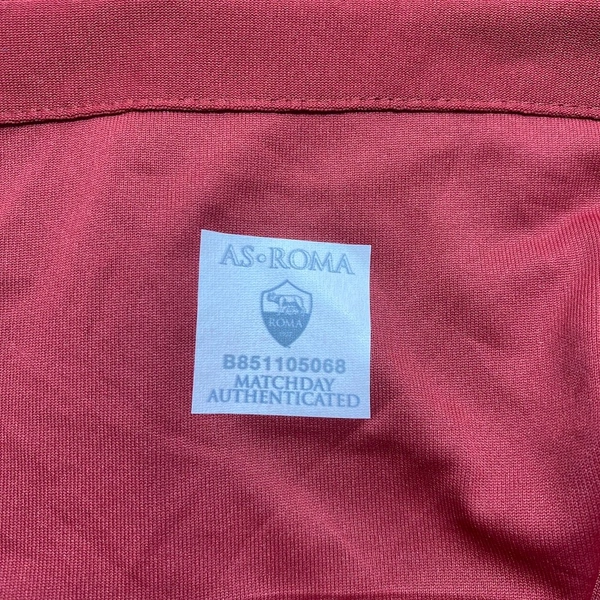 AS•ROMA
ROMA
B851105068
MATCHDAY
AUTHENTICATED